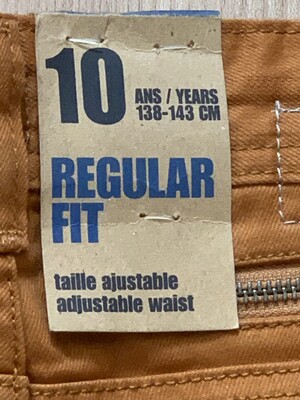 10
ANS / YEARS
138-143 CM
REGULAR
FIT
taille ajustable
adjustable waist